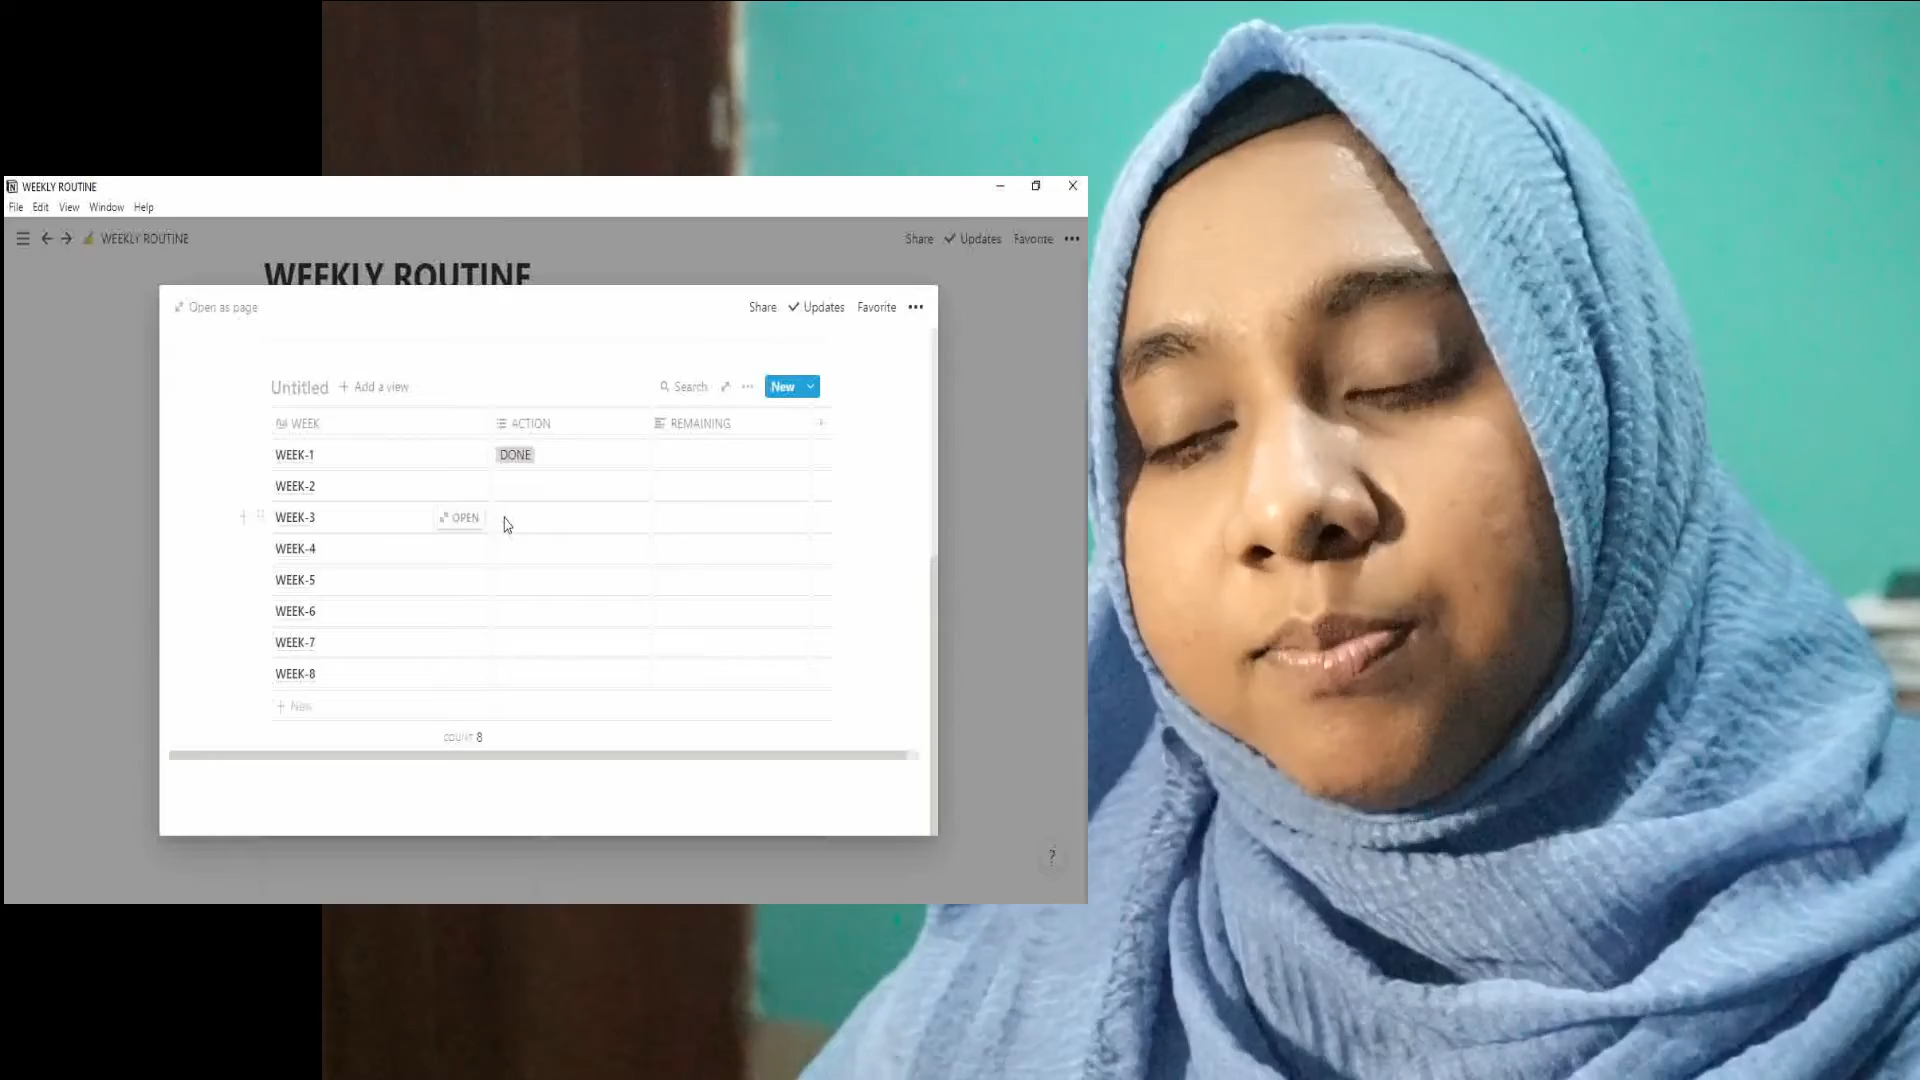 WEEKLY ROUTINE
File Edit View Window Help
WEEKLY ROUTINE Share Updates Favorite
WEEKLY ROUTINE
Open as page Share Updates Favorite
Untitled + Add a view Search New
WEEK ACTION REMAINING +
WEEK-1 DONE
WEEK-2
WEEK-3 OPEN
WEEK-4
WEEK-5
WEEK-6
WEEK-7
WEEK-8
+ New
COUNT 8
?